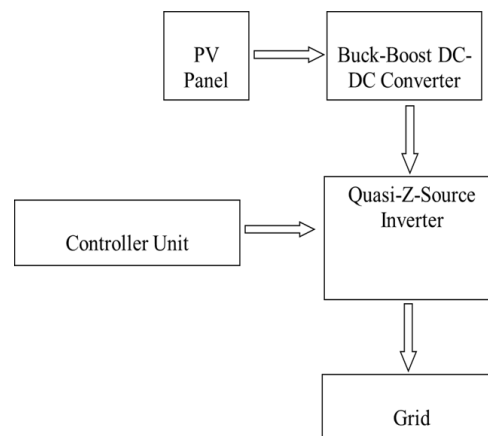 PV
Panel
Buck-Boost DC-
DC Converter
Quasi-Z-Source
Inverter
Controller Unit
Grid